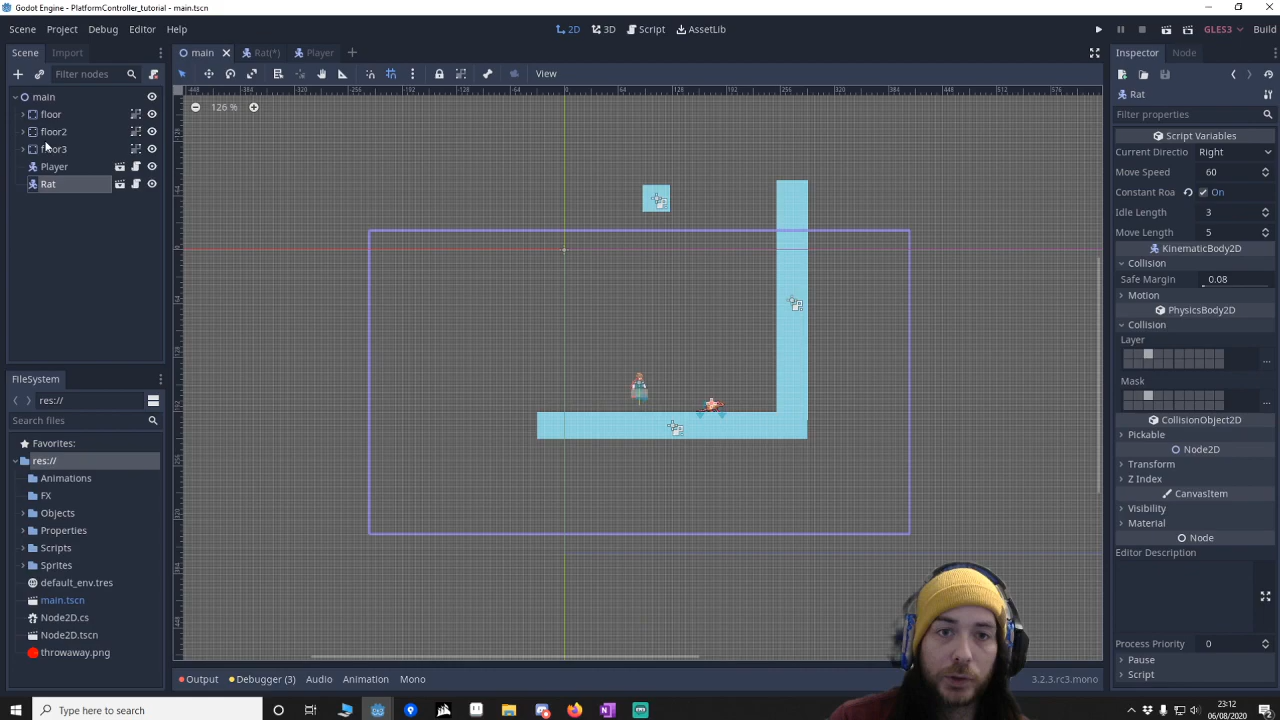 Godot Engine - PlatformController_tutorial - main.tscn
Scene Project Debug Editor Help
2D 3D Script AssetLib
GLES3 Build
Scene Import
Filter nodes
main
floor
floor2
floor3
Player
Rat
FileSystem
res://
Search files
Favorites:
res://
Animations
FX
Objects
Properties
Scripts
Sprites
default_env.tres
main.tscn
Node2D.cs
Node2D.tscn
throwaway.png
main Rat(*) Player
View
126 %
Output Debugger (3) Audio Animation Mono
3.2.3.rc3.mono
Inspector Node
Rat
Filter properties
Script Variables
Current Directio Right
Move Speed 60
Constant Roa On
Idle Length 3
Move Length 5
KinematicBody2D
Collision
Safe Margin 0.08
Motion
PhysicsBody2D
Collision
Layer
Mask
CollisionObject2D
Pickable
Node2D
Transform
Z Index
CanvasItem
Visibility
Material
Node
Editor Description
Process Priority 0
Pause
Script
Type here to search
23:12
06/08/2020